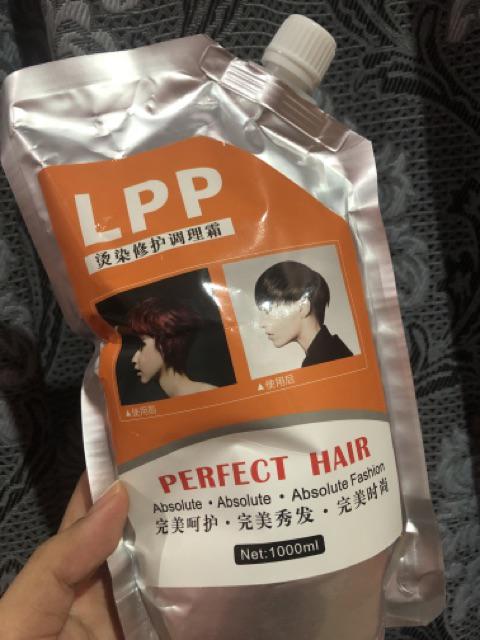 LPP
烫染修护调理霜
▲使用前
▲使用后
PERFECT HAIR
Absolute · Absolute · Absolute Fashion
完美呵护 · 完美秀发 · 完美时尚
Net:1000ml